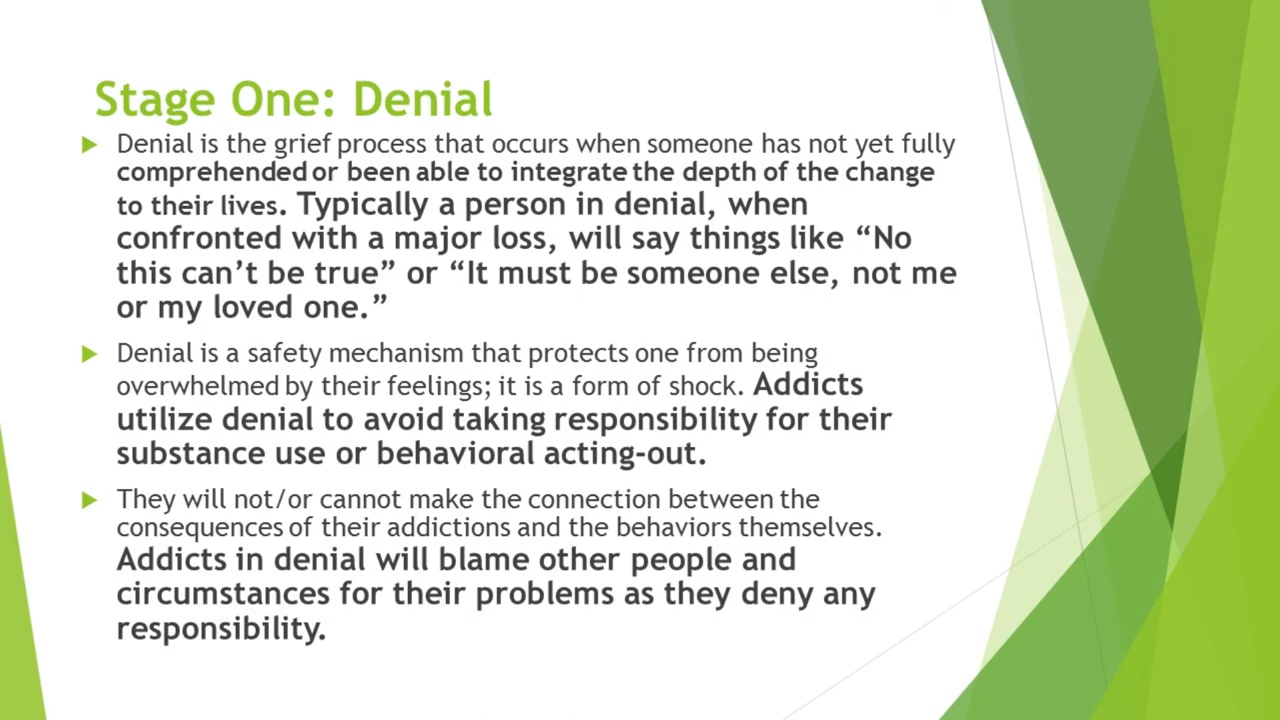 Stage One: Denial
Denial is the grief process that occurs when someone has not yet fully
comprehended or been able to integrate the depth of the change
to their lives. Typically a person in denial, when
confronted with a major loss, will say things like “No
this can’t be true” or “It must be someone else, not me
or my loved one.”
Denial is a safety mechanism that protects one from being
overwhelmed by their feelings; it is a form of shock. Addicts
utilize denial to avoid taking responsibility for their
substance use or behavioral acting-out.
They will not/or cannot make the connection between the
consequences of their addictions and the behaviors themselves.
Addicts in denial will blame other people and
circumstances for their problems as they deny any
responsibility.